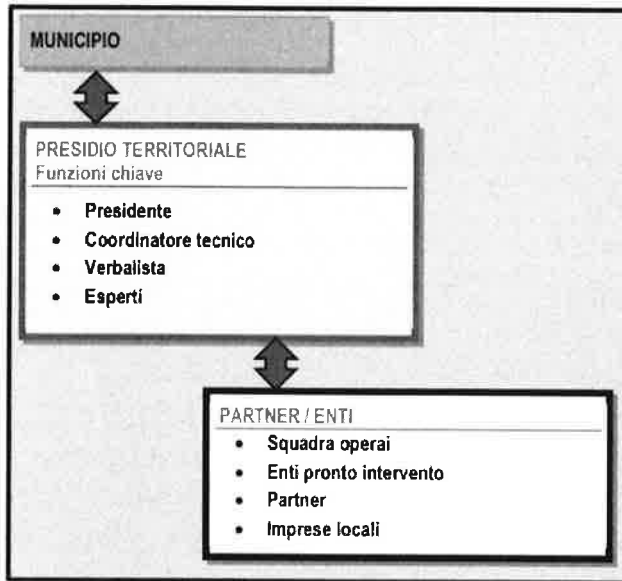 MUNICIPIO
PRESIDIO TERRITORIALE
Funzioni chiave
• Presidente
• Coordinatore tecnico
• Verbalista
• Esperti
PARTNER / ENTI
• Squadra operai
• Enti pronto intervento
• Partner
• Imprese locali